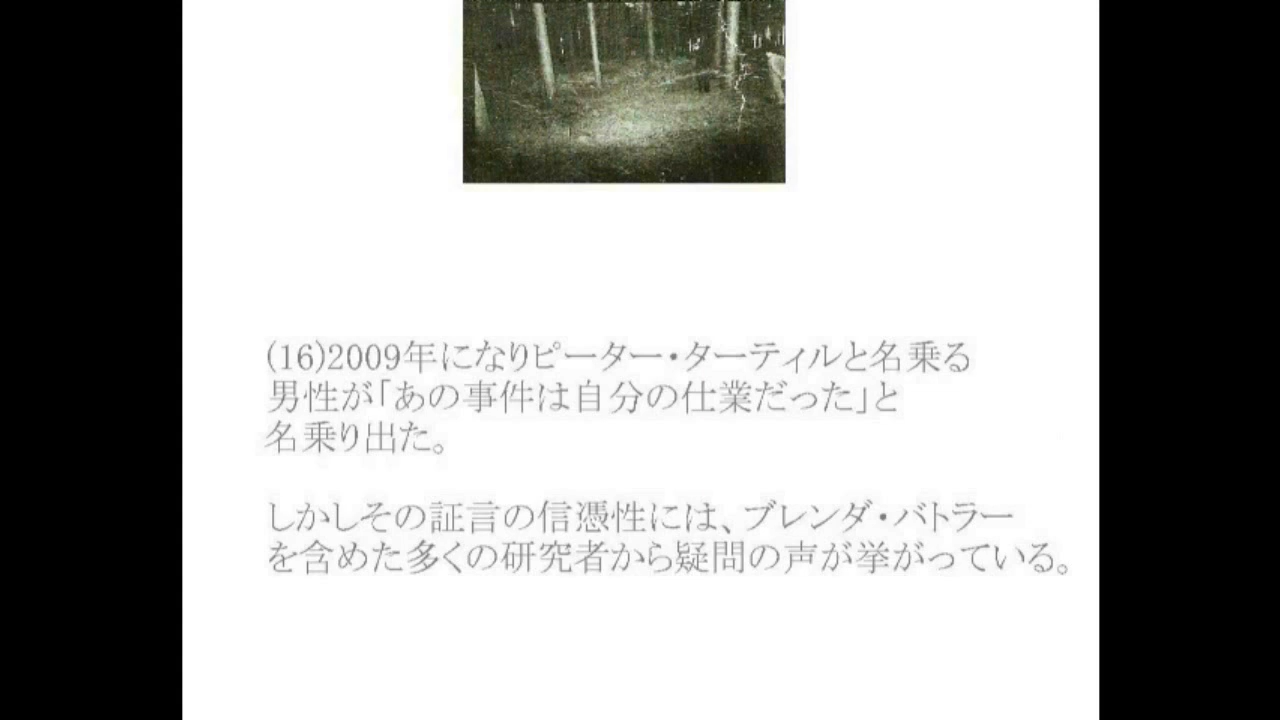 (16)2009年になりピーター・ターティルと名乗る
男性が「あの事件は自分の仕業だった」と
名乗り出た。
しかしその証言の信憑性には、ブレンダ・バトラー
を含めた多くの研究者から疑問の声が挙がっている。